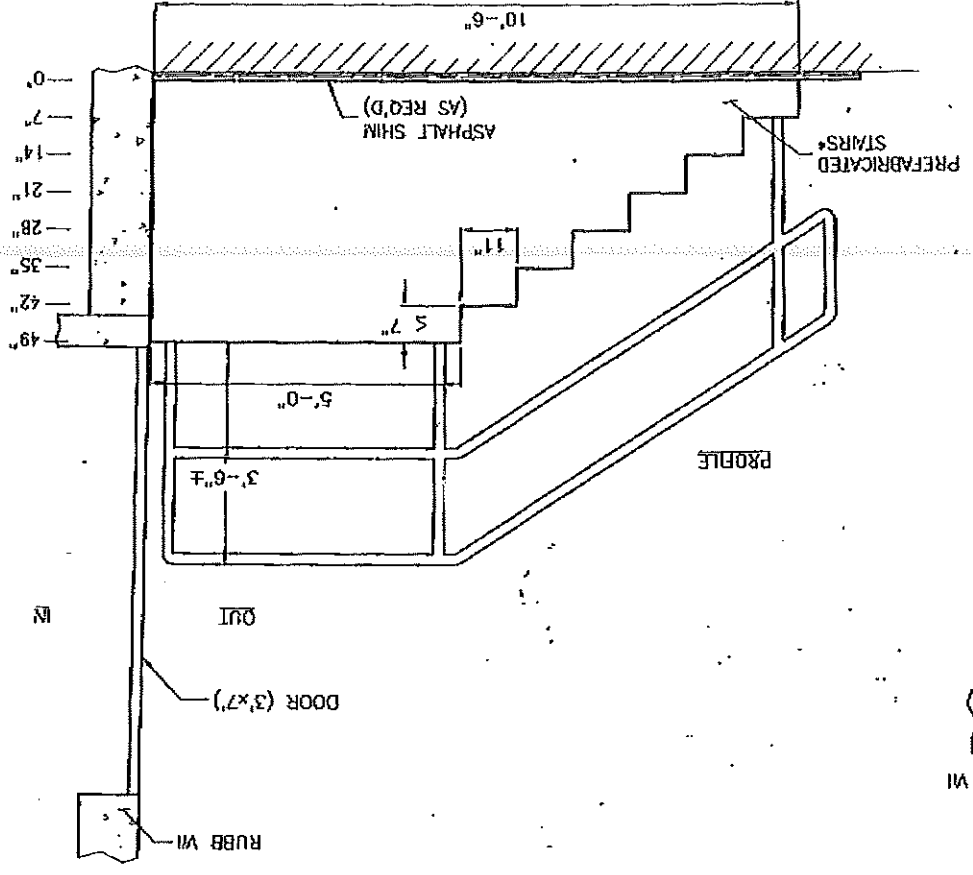 RUBB VII
DOOR (3'x7')
IN
OUT
PROFILE
3'-6"±
5'-0"
49"
≤ 7"
42"
35"
11"
28"
21"
14"
7"
0"
PREFABRICATED
STAIRS*
ASPHALT SHIM
(AS REQ'D)
10'-6"